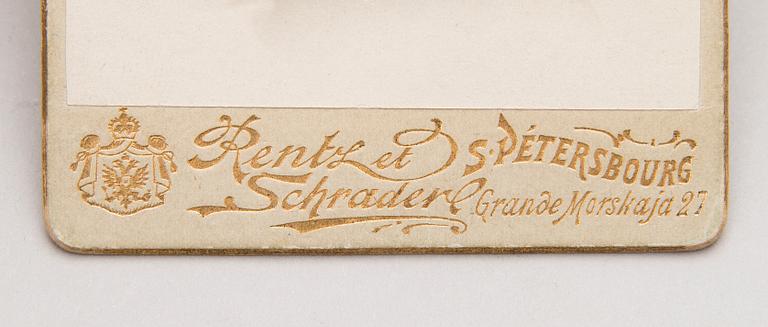 Rentz et
Schrader
S. PÉTERSBOURG
Grande Morskaja 27